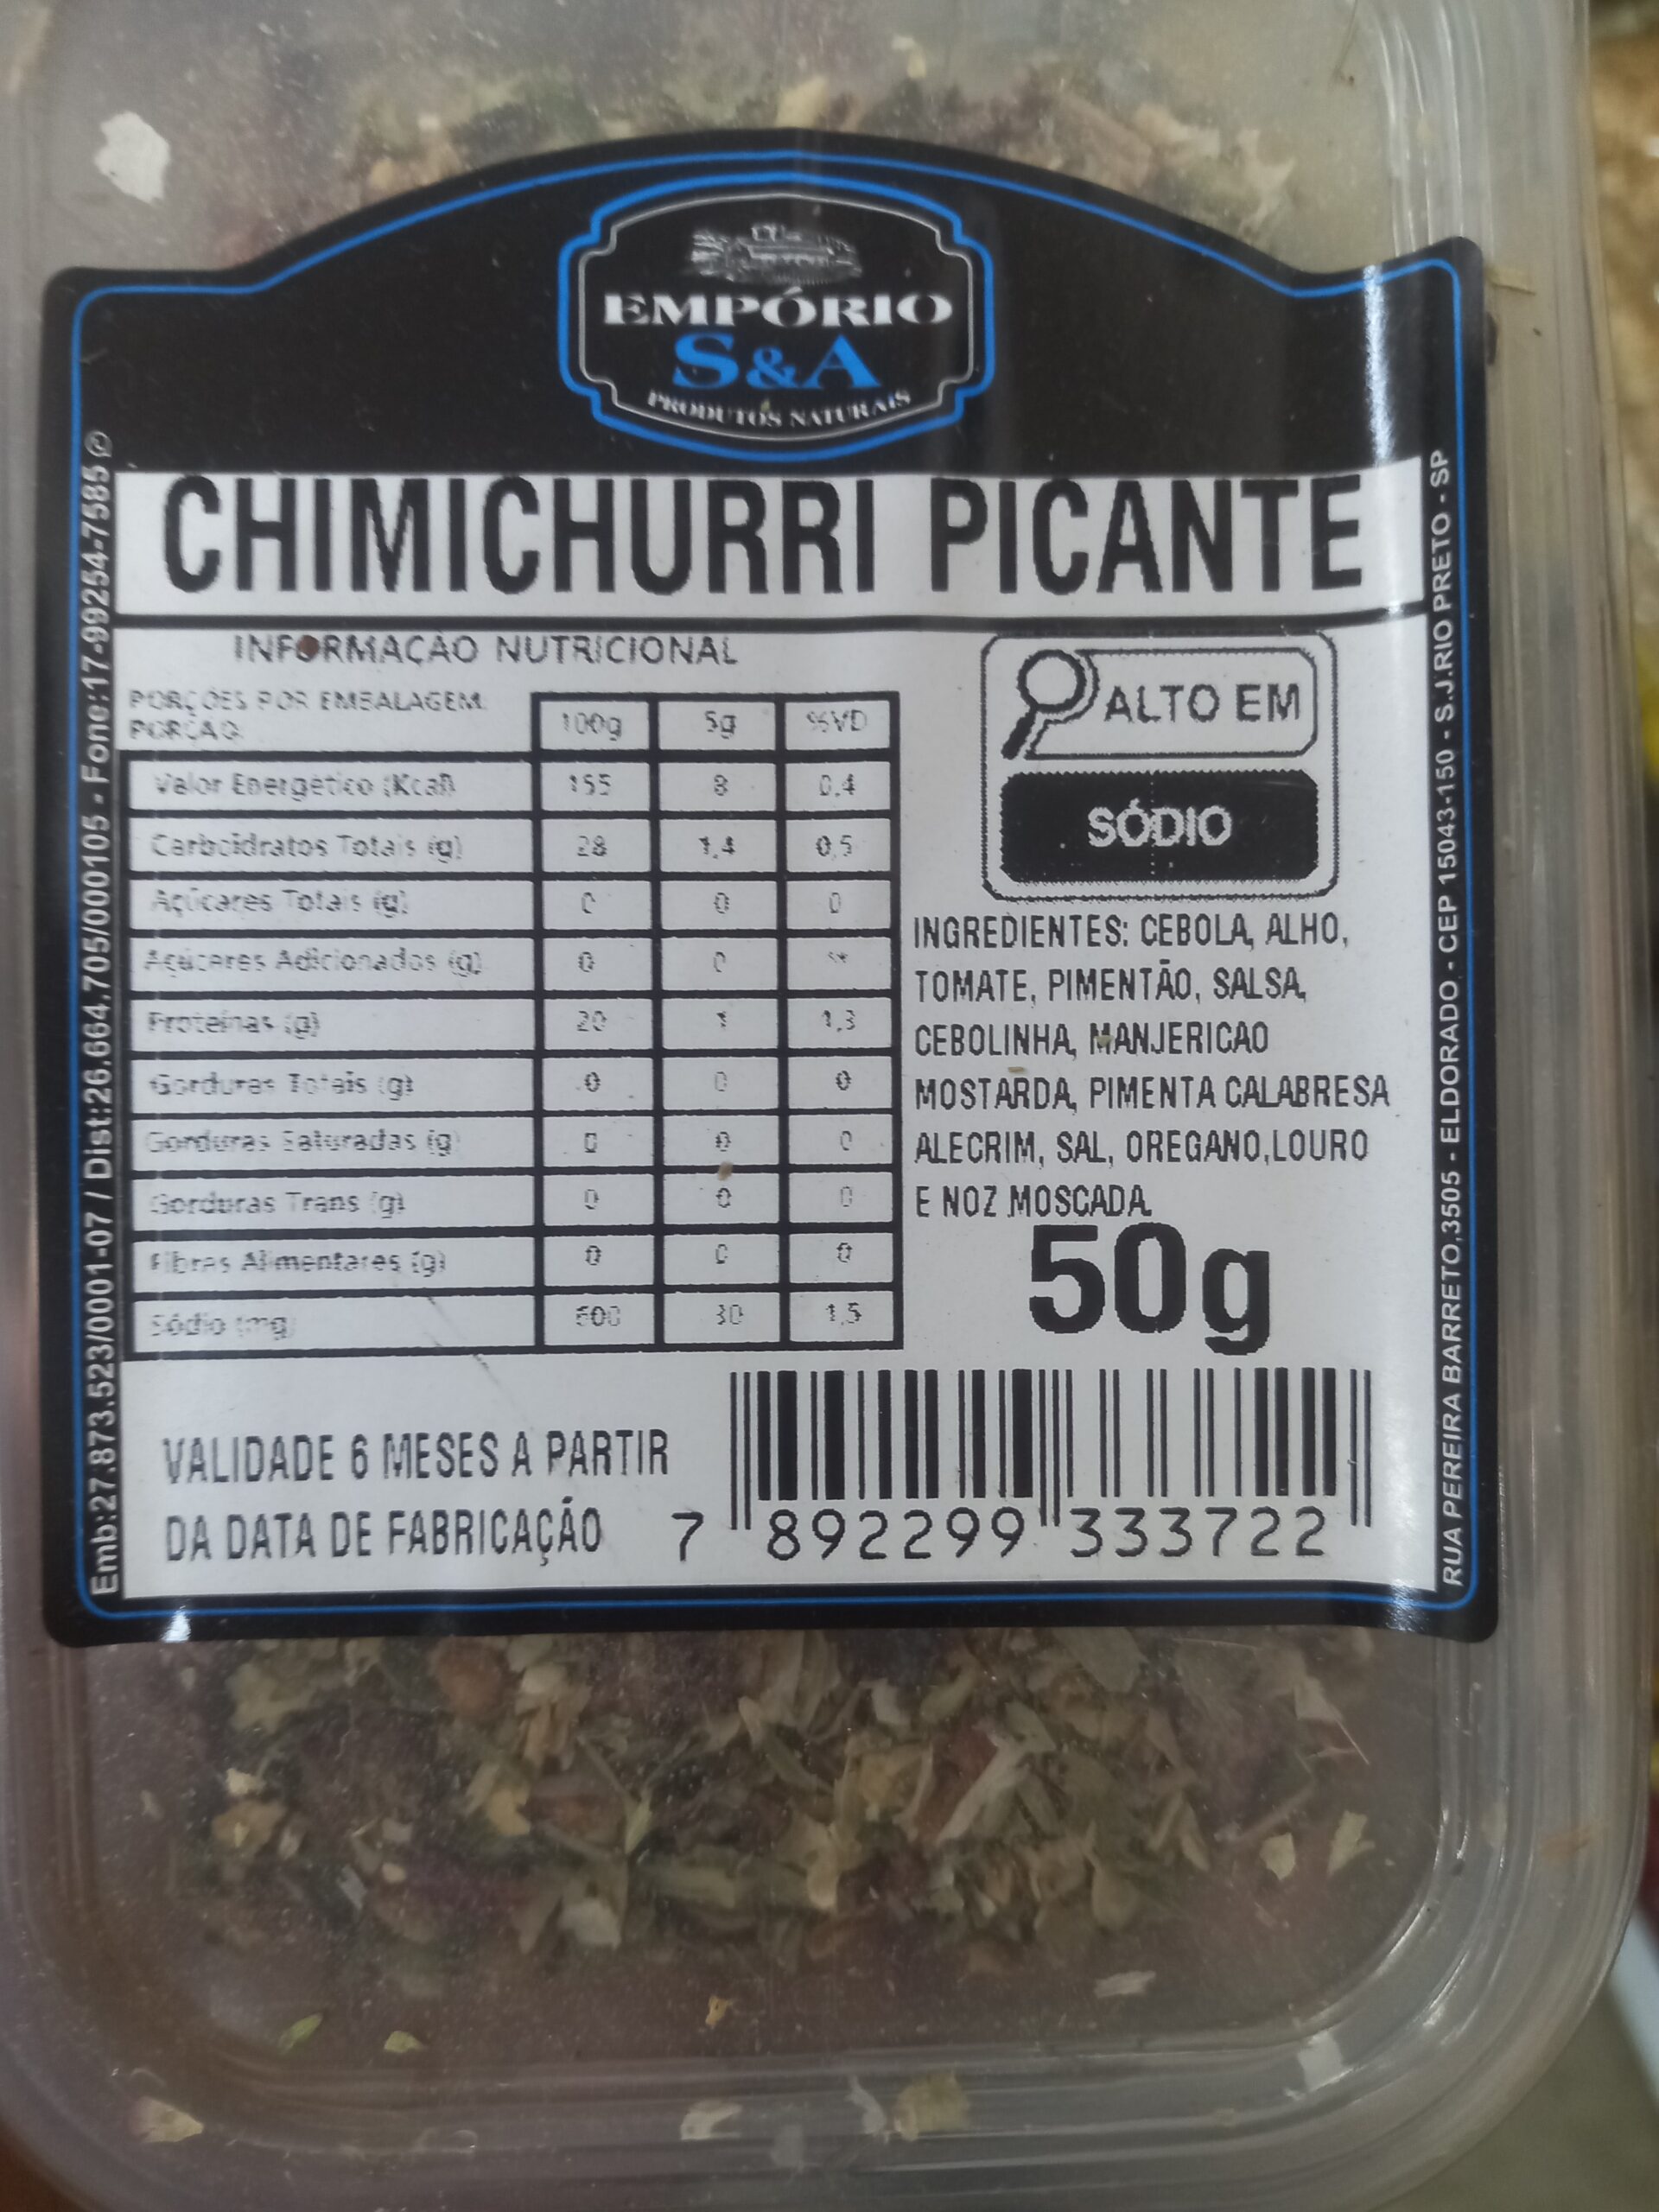 EMPÓRIO
S&A
PRODUTOS NATURAIS
CHIMICHURRI PICANTE
INFORMAÇÃO NUTRICIONAL
PORÇÕES POR EMBALAGEM:
PORÇÃO:
100g 5g %VD
Valor Energetico (Kcal) 155 8 0,4
Carboidratos Totais (g) 28 1,4 0,5
Açúcares Totais (g) 0 0 0
Açúcares Adicionados (g) 0 0 **
Proteínas (g) 20 1 1,3
Gorduras Totais (g) 0 0 0
Gorduras Saturadas (g) 0 0 0
Gorduras Trans (g) 0 0 0
Fibras Alimentares (g) 0 0 0
Sódio (mg) 600 30 1,5
ALTO EM
SÓDIO
INGREDIENTES: CEBOLA, ALHO,
TOMATE, PIMENTÃO, SALSA,
CEBOLINHA, MANJERICAO
MOSTARDA, PIMENTA CALABRESA
ALECRIM, SAL, OREGANO,LOURO
E NOZ MOSCADA.
50g
VALIDADE 6 MESES A PARTIR
DA DATA DE FABRICAÇÃO
7 892299 333722
Emb:27.873.523/0001-07 / Dist:26.664.705/000105 - Fone:17-99254-7585
RUA PEREIRA BARRETO,3505 - ELDORADO - CEP 15043-150 - S.J.RIO PRETO - SP